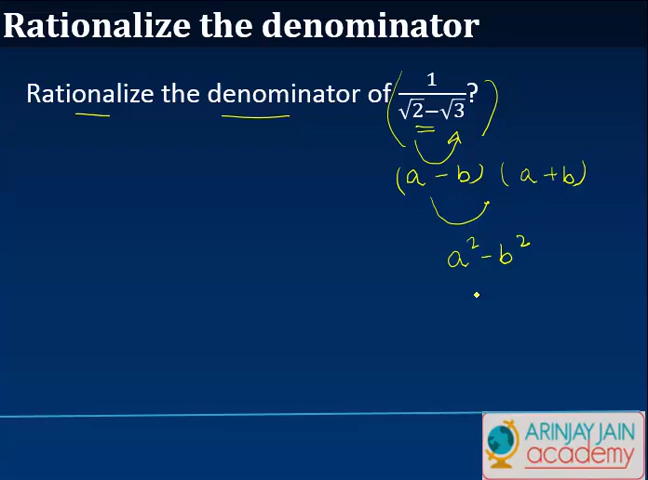 Rationalize the denominator
Rationalize the denominator of 1/(√2−√3)?
(a - b) (a + b)
a² - b²
ARINJAY JAIN
academy